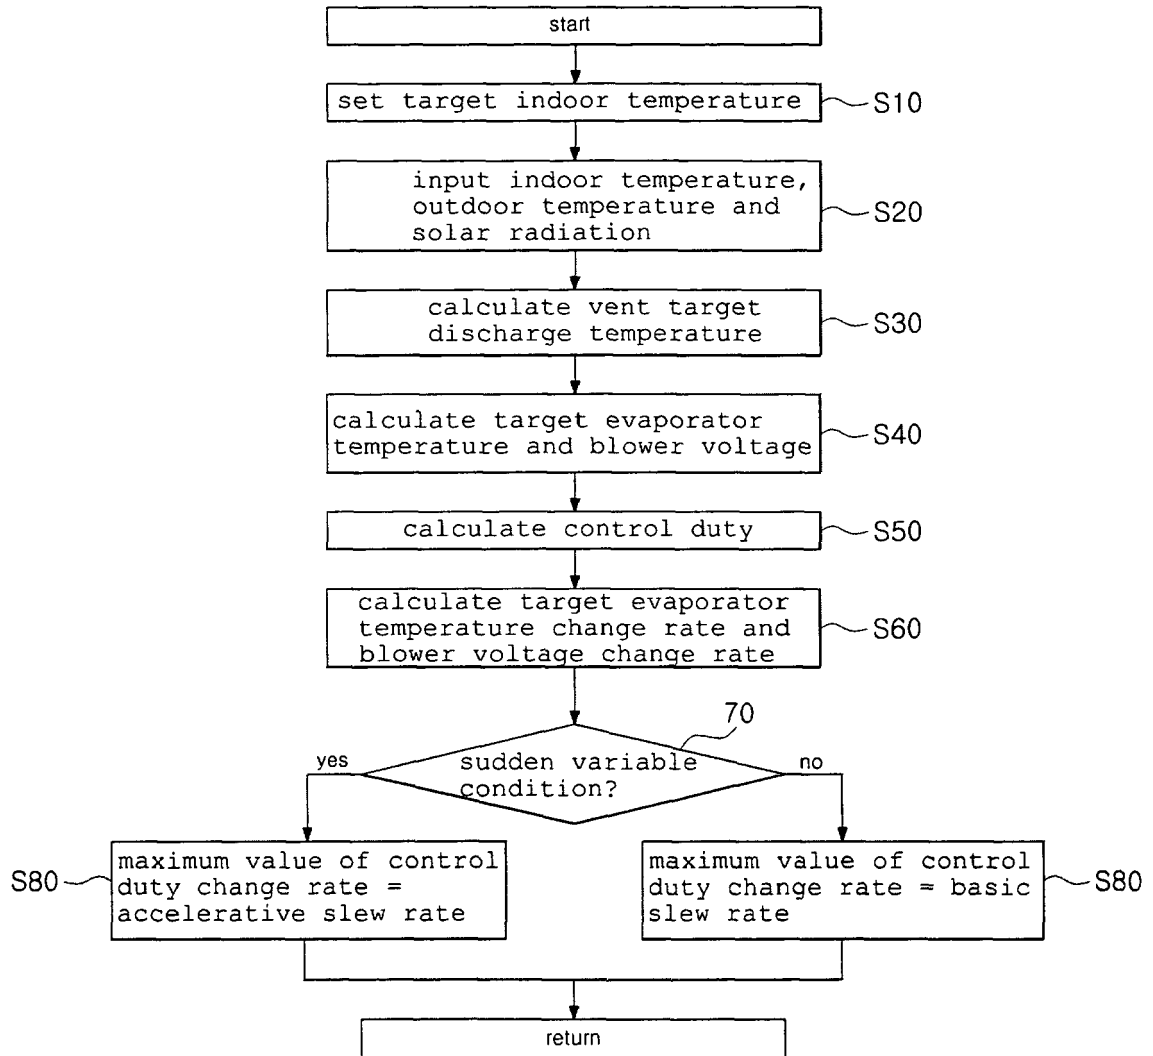 start
set target indoor temperature
S10
input indoor temperature,
outdoor temperature and
solar radiation
S20
calculate vent target
discharge temperature
S30
calculate target evaporator
temperature and blower voltage
S40
calculate control duty
S50
calculate target evaporator
temperature change rate and
blower voltage change rate
S60
70
yes
sudden variable
condition?
no
S80
maximum value of control
duty change rate =
accelerative slew rate
maximum value of control
duty change rate = basic
slew rate
S80
return